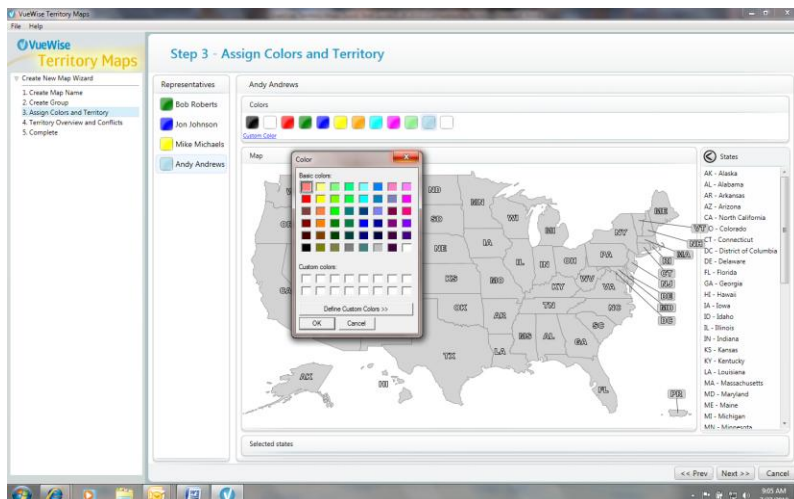 VueWise Territory Maps
File Help
VueWise
Territory Maps
Create New Map Wizard
1. Create Map Name
2. Create Group
3. Assign Colors and Territory
4. Territory Overview and Conflicts
5. Complete
Step 3 - Assign Colors and Territory
Representatives
Bob Roberts
Jon Johnson
Mike Michaels
Andy Andrews
Andy Andrews
Colors
Custom Color
Map
Color
Basic colors:
Custom colors:
Define Custom Colors >>
OK Cancel
ND
MN
SD
WI
MI
NY
ME
VT
NH
MA
NE
IA
IL
IN
OH
PA
RI
CT
NJ
DE
MD
DC
KS
MO
KY
WV
VA
OK
AR
TN
NC
SC
MS
AL
GA
TX
LA
FL
AK
HI
PR
States
AK - Alaska
AL - Alabama
AR - Arkansas
AZ - Arizona
CA - North California
O - Colorado
CT - Connecticut
DC - District of Columbia
DE - Delaware
FL - Florida
GA - Georgia
HI - Hawaii
IA - Iowa
ID - Idaho
IL - Illinois
IN - Indiana
KS - Kansas
KY - Kentucky
LA - Louisiana
MA - Massachusetts
MD - Maryland
ME - Maine
MI - Michigan
MN - Minnesota
Selected states
<< Prev Next >> Cancel
9:05 AM